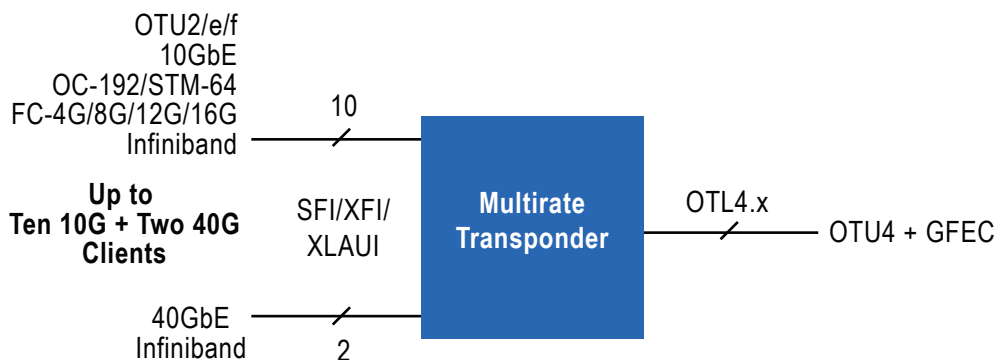 OTU2/e/f
10GbE
OC-192/STM-64
FC-4G/8G/12G/16G
Infiniband
10
Up to
Ten 10G + Two 40G
Clients
SFI/XFI/
XLAUI
Multirate
Transponder
OTL4.x
OTU4 + GFEC
40GbE
Infiniband
2